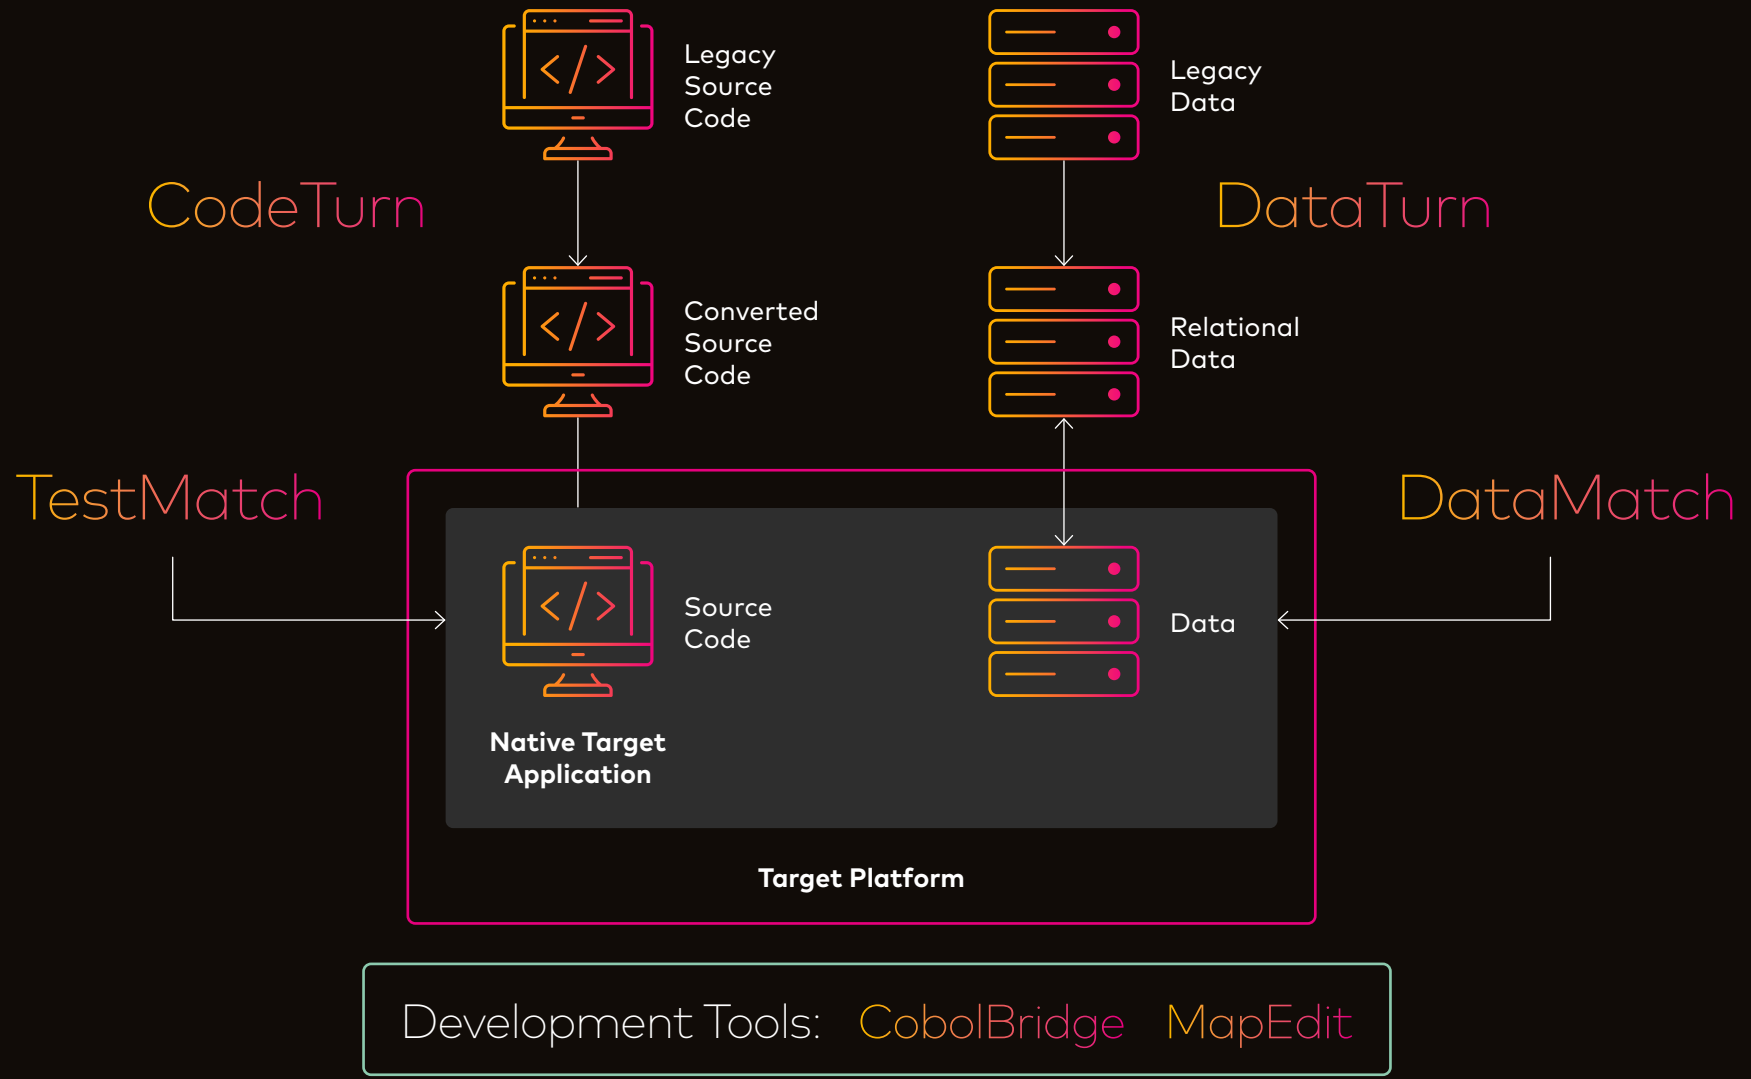 Legacy
Source
Code
Legacy
Data
CodeTurn
DataTurn
Converted
Source
Code
Relational
Data
TestMatch
DataMatch
Source
Code
Data
Native Target
Application
Target Platform
Development Tools: CobolBridge MapEdit